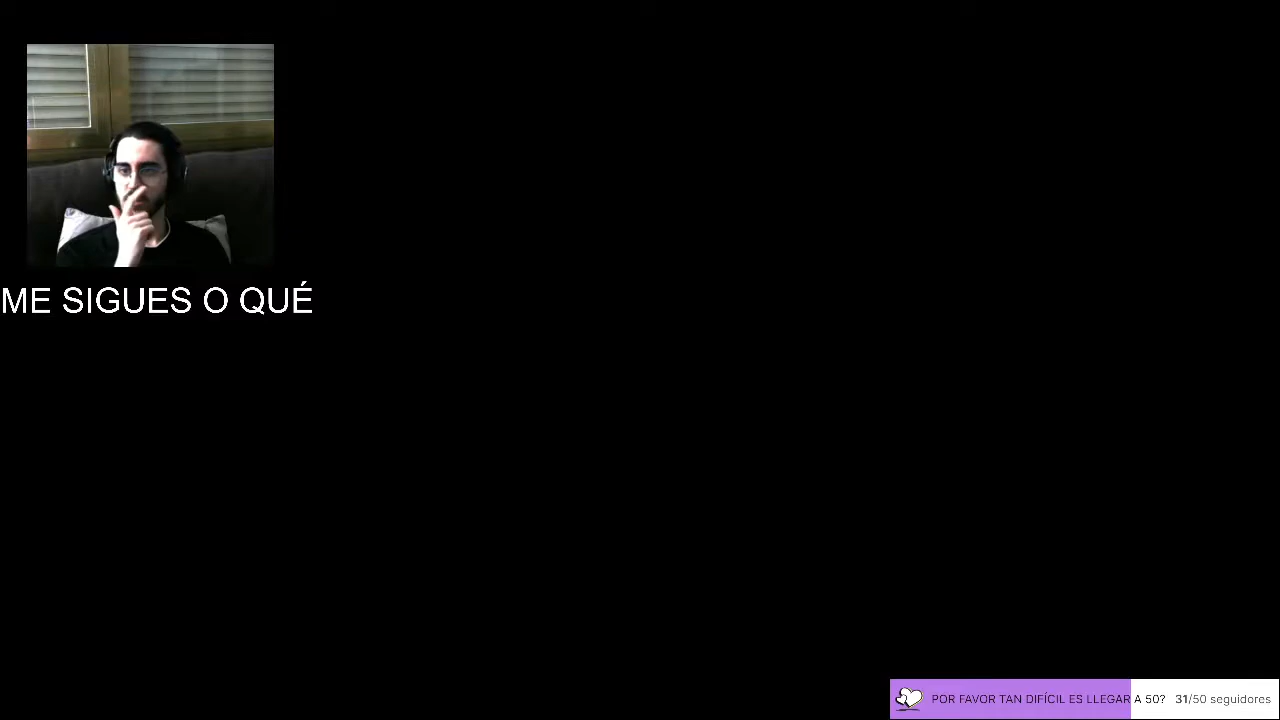 ME SIGUES O QUÉ
POR FAVOR TAN DIFÍCIL ES LLEGAR A 50? 31/50 seguidores